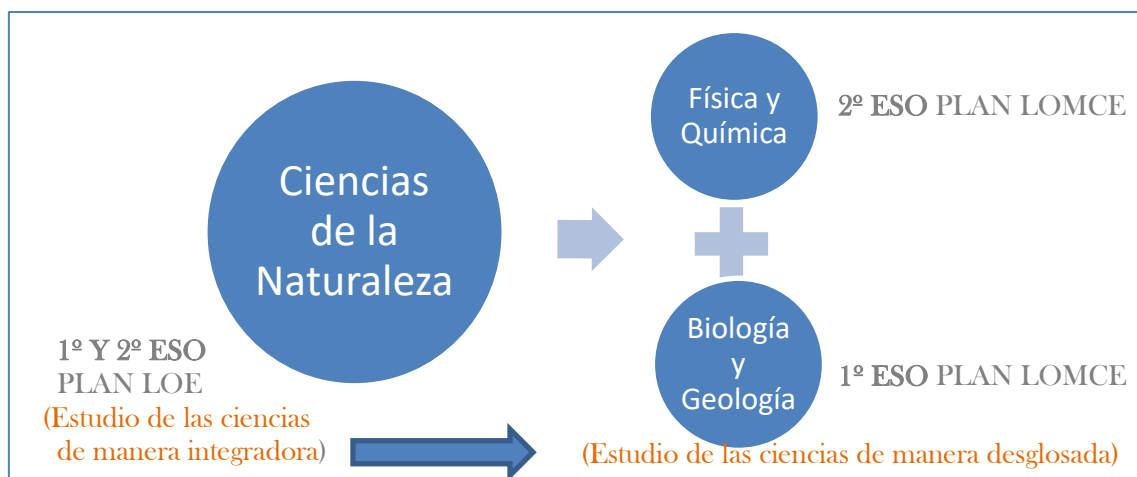 Ciencias
de la
Naturaleza
1º Y 2º ESO
PLAN LOE
(Estudio de las ciencias
de manera integradora)
Física y
Química
2º ESO PLAN LOMCE
Biología
y
Geología
1º ESO PLAN LOMCE
(Estudio de las ciencias de manera desglosada)